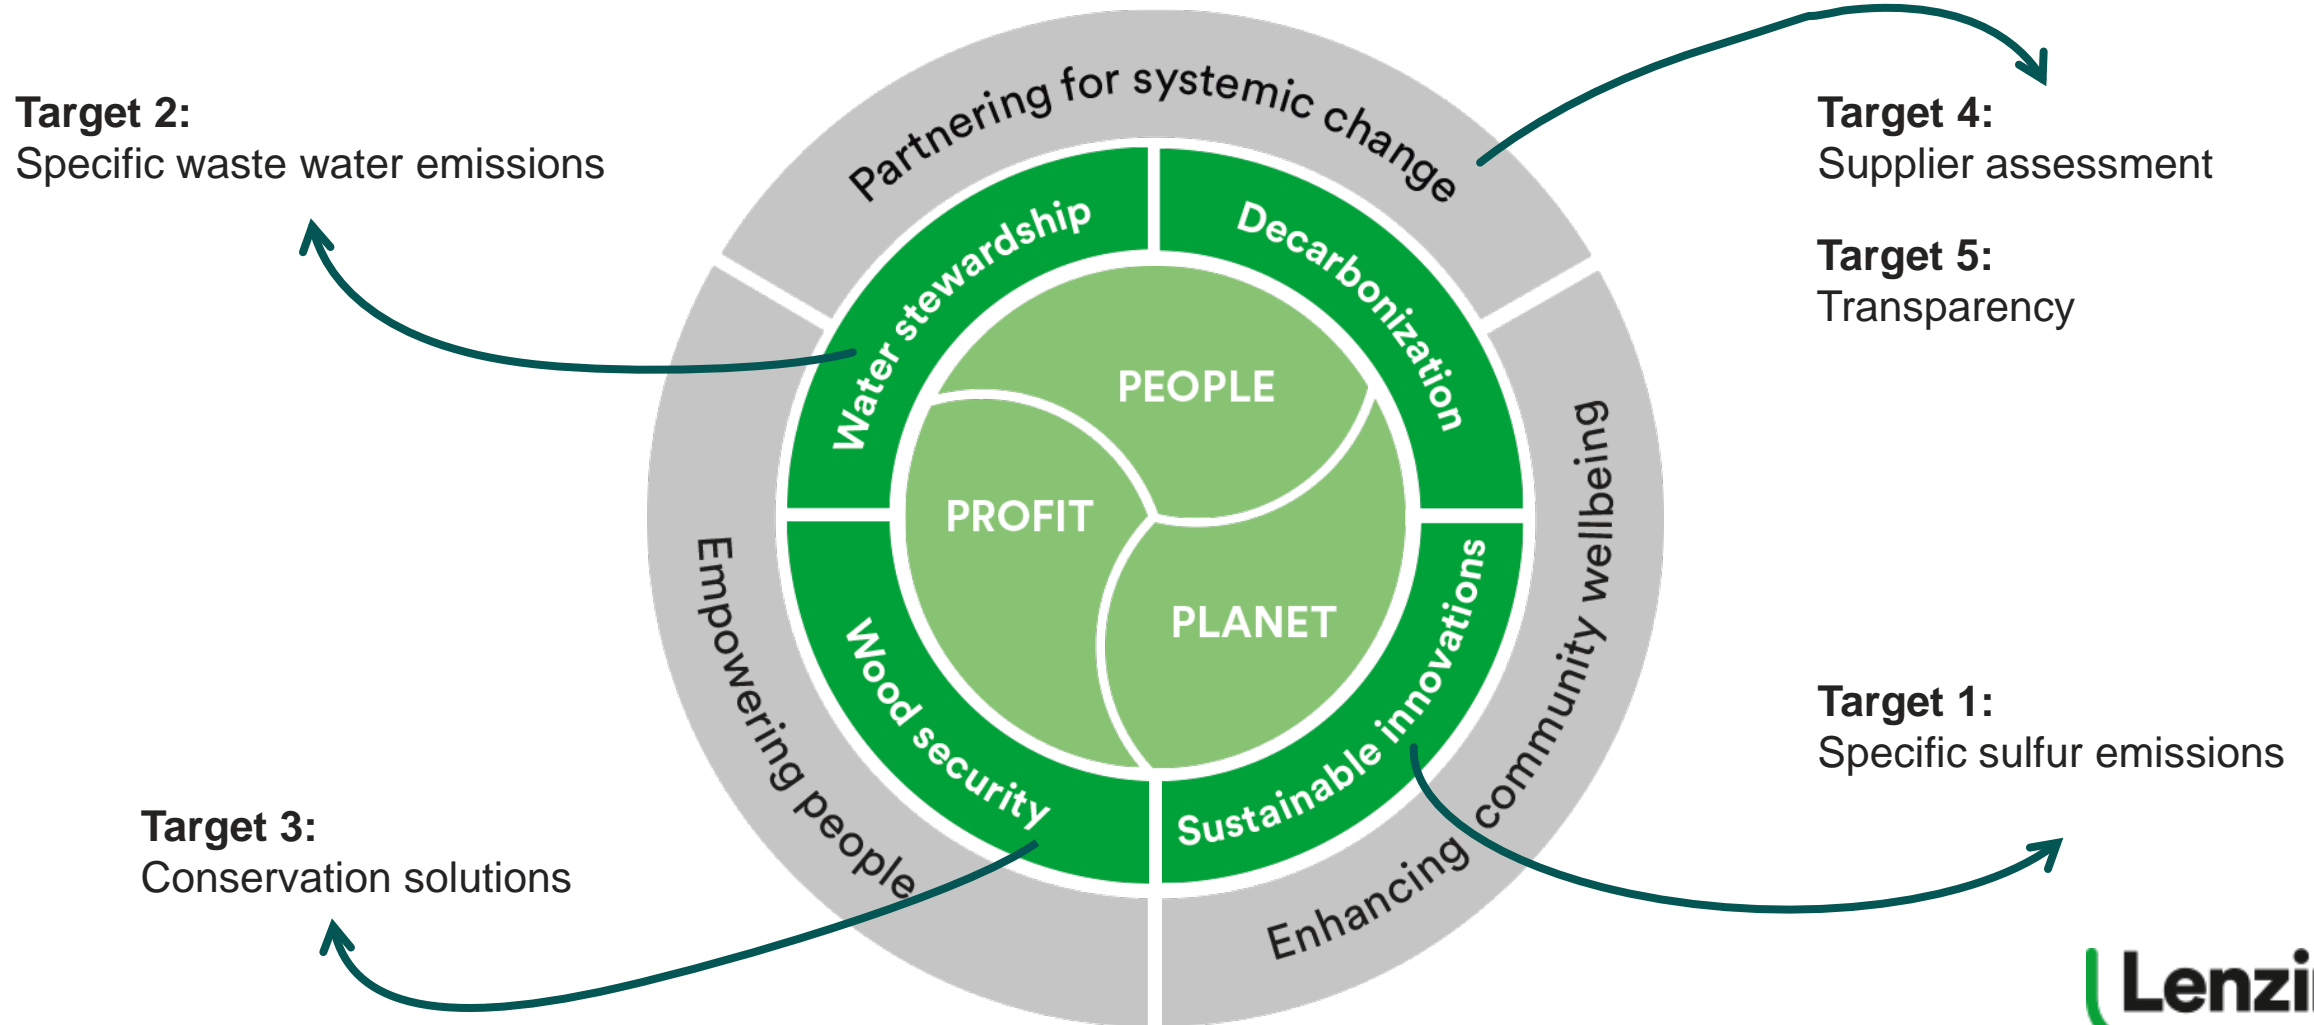 Target 2:
Specific waste water emissions
Target 4:
Supplier assessment
Target 5:
Transparency
Partnering for systemic change
Water stewardship
Decarbonization
PEOPLE
PROFIT
PLANET
Wood security
Sustainable innovations
Empowering people
Enhancing community wellbeing
Target 1:
Specific sulfur emissions
Target 3:
Conservation solutions